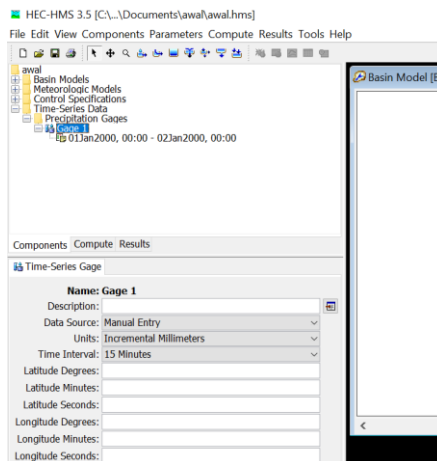 HEC-HMS 3.5 [C:\...\Documents\awal\awal.hms]
File Edit View Components Parameters Compute Results Tools Help
awal
Basin Models
Meteorologic Models
Control Specifications
Time-Series Data
Precipitation Gages
Gage 1
01Jan2000, 00:00 - 02Jan2000, 00:00
Basin Model [B
Components Compute Results
Time-Series Gage
Name: Gage 1
Description:
Data Source: Manual Entry
Units: Incremental Millimeters
Time Interval: 15 Minutes
Latitude Degrees:
Latitude Minutes:
Latitude Seconds:
Longitude Degrees:
Longitude Minutes:
Longitude Seconds: